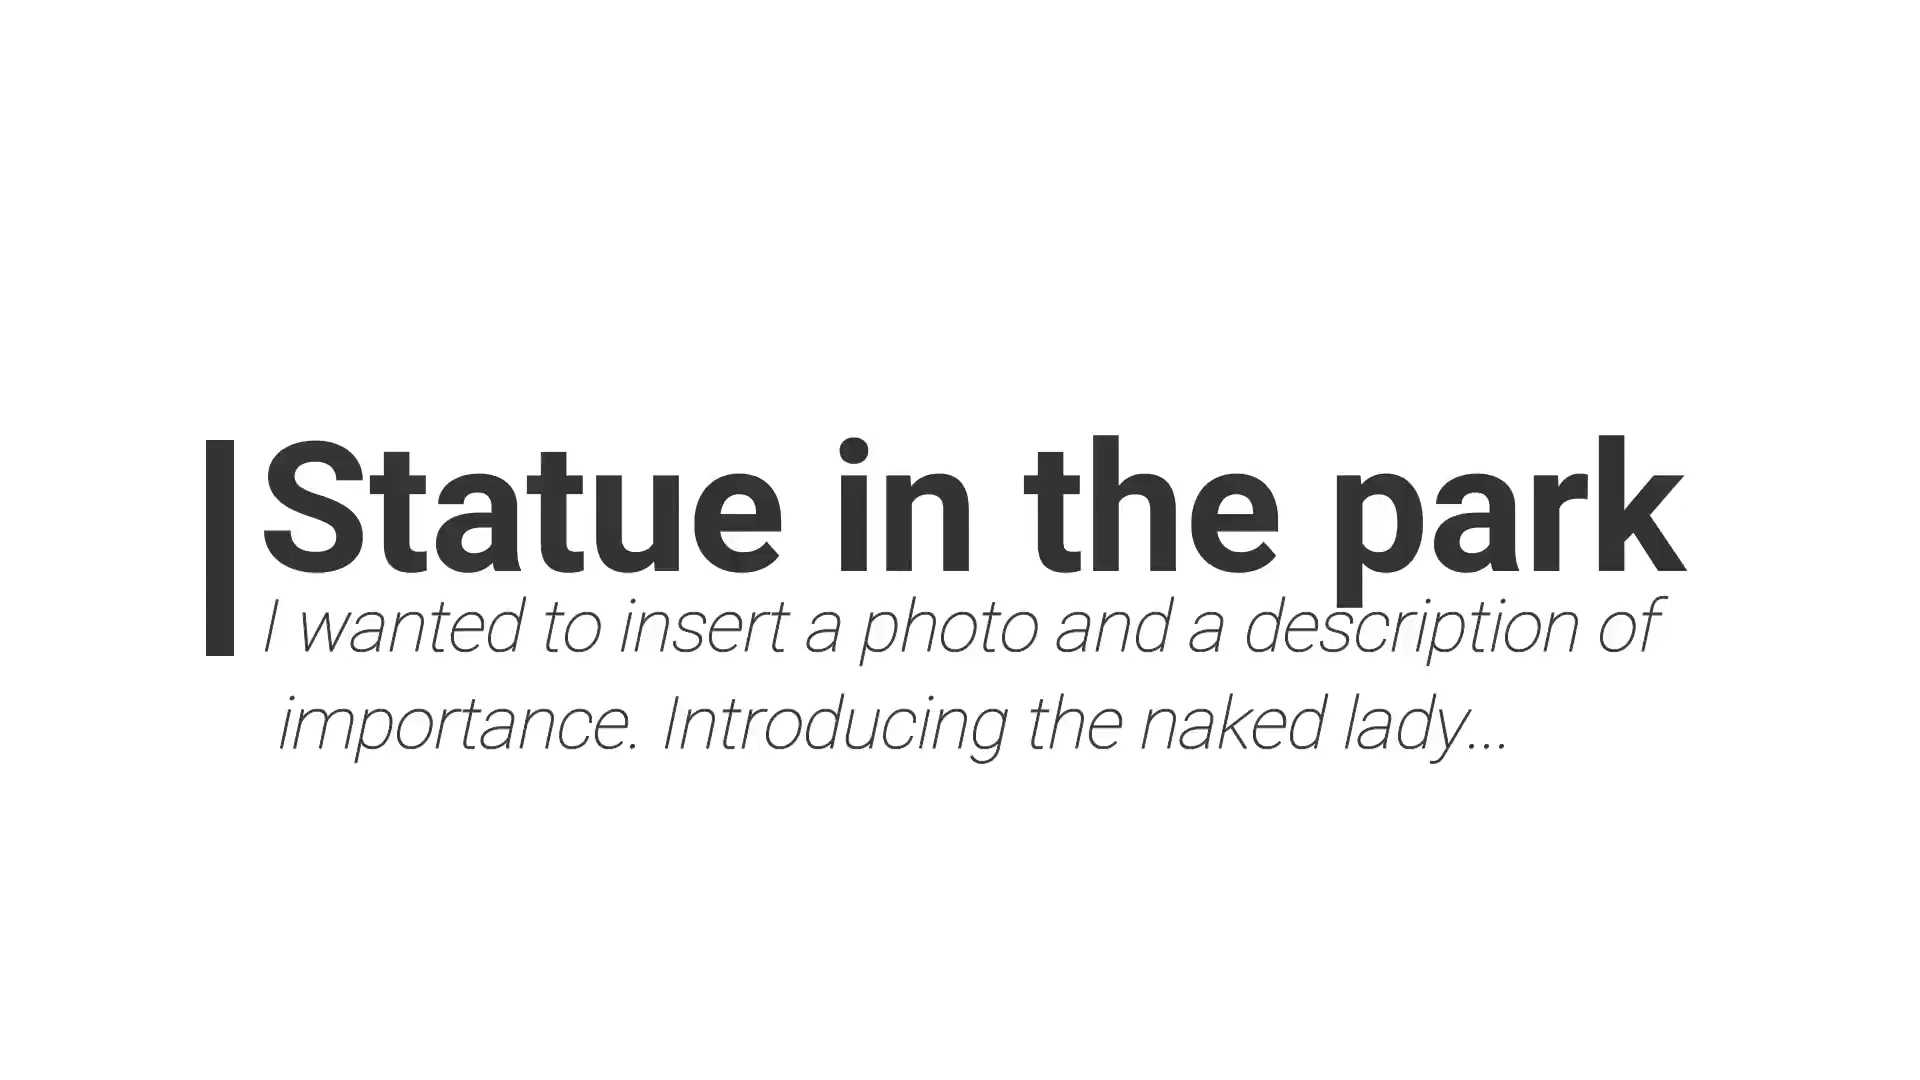 Statue in the park
I wanted to insert a photo and a description of
importance. Introducing the naked lady...